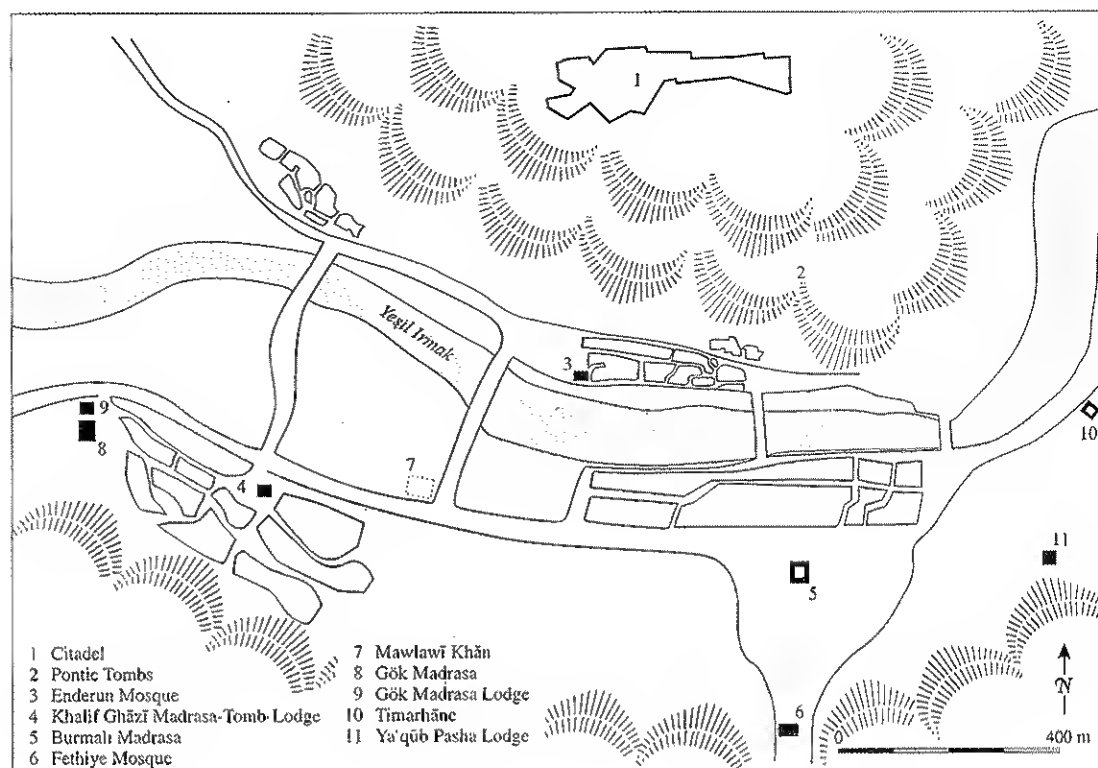 1
2
Yeşil Irmak
3
9
8
10
7
4
11
5
6
1 Citadel
2 Pontic Tombs
3 Enderun Mosque
4 Khalif Ghāzī Madrasa-Tomb-Lodge
5 Burmalı Madrasa
6 Fethiye Mosque
7 Mawlawī Khān
8 Gök Madrasa
9 Gök Madrasa Lodge
10 Timarhāne
11 Ya'qūb Pasha Lodge
N
0 400 m